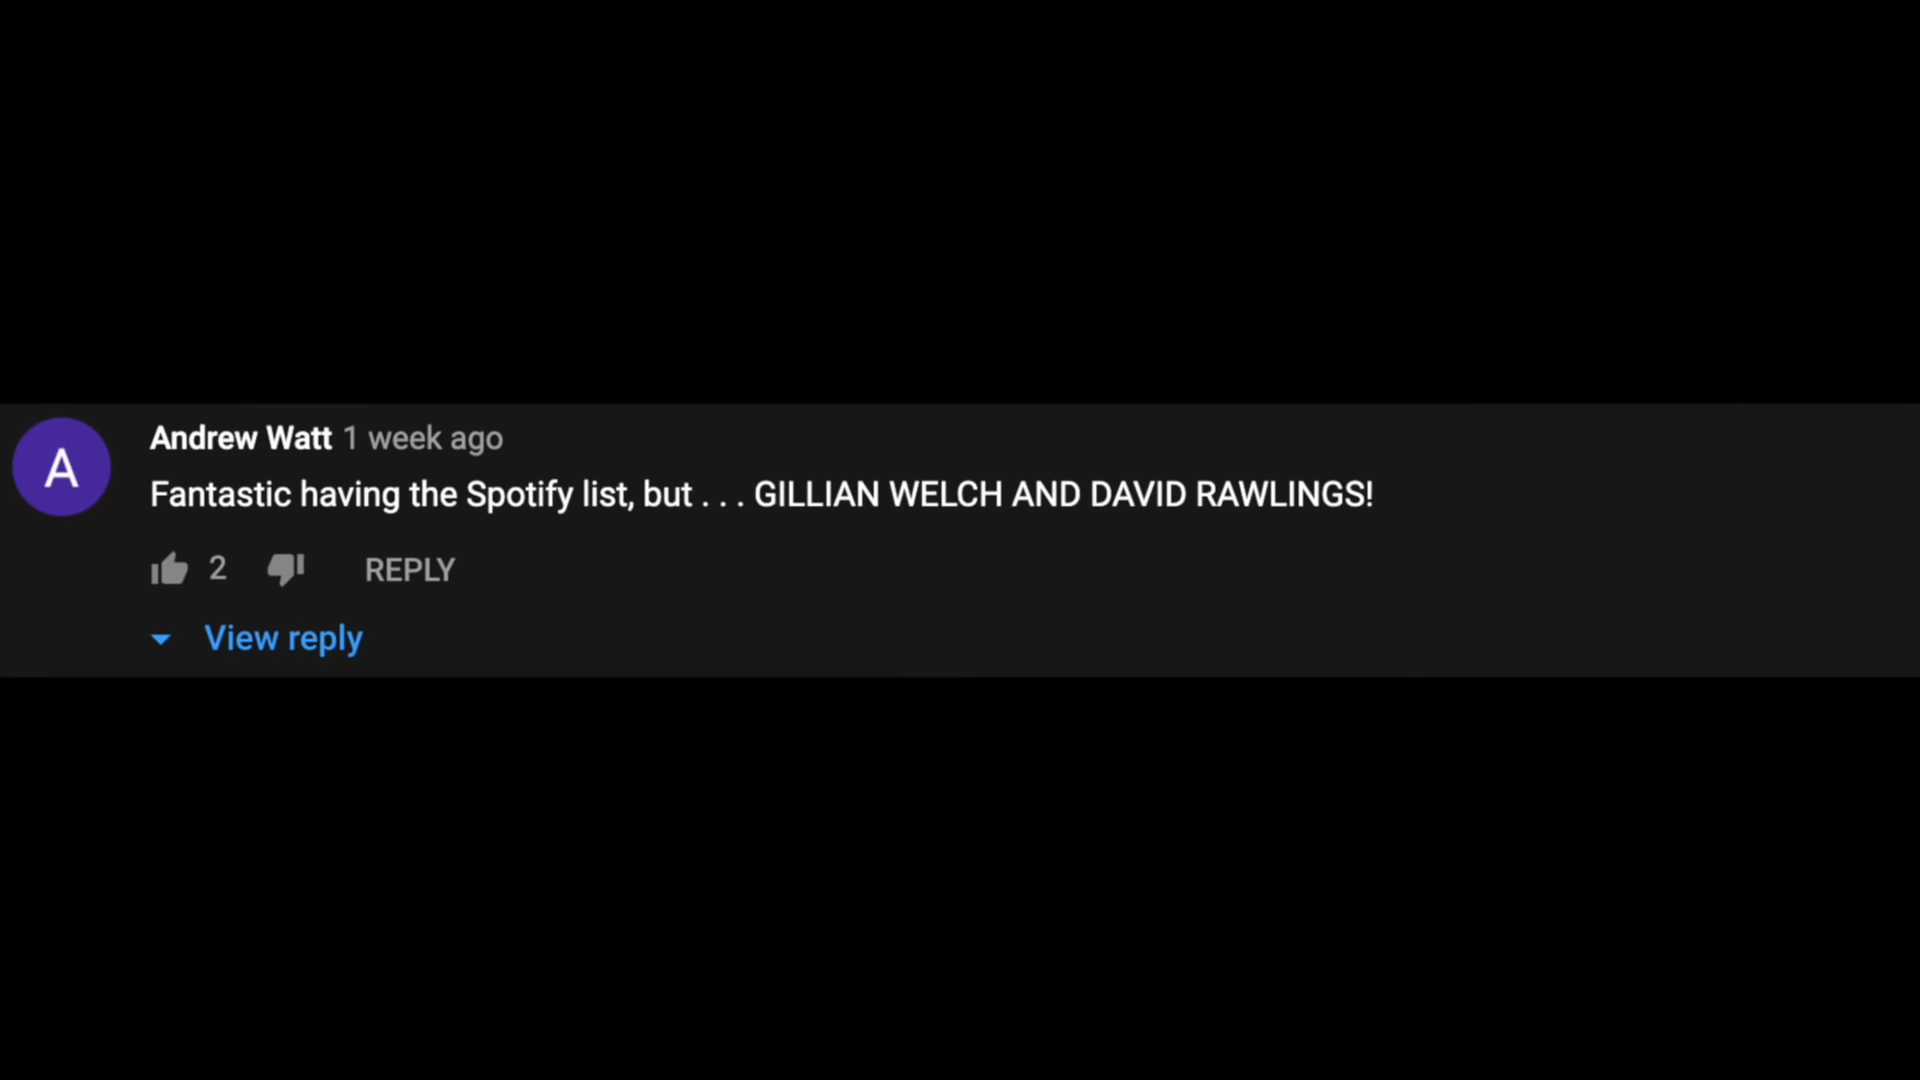 A
Andrew Watt 1 week ago
Fantastic having the Spotify list, but . . . GILLIAN WELCH AND DAVID RAWLINGS!
2 REPLY
View reply